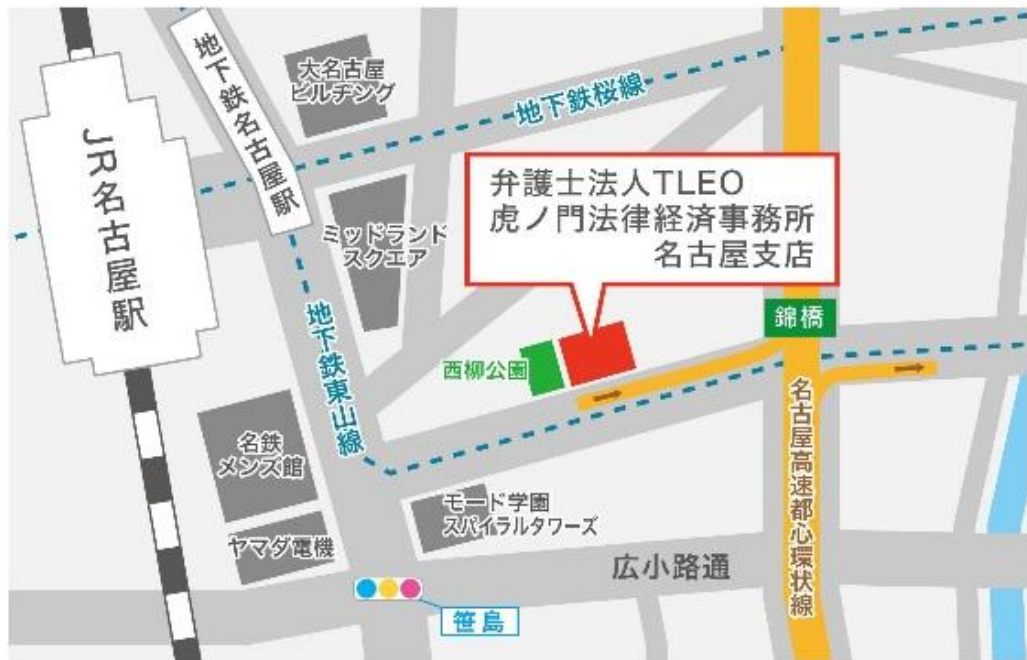 地下鉄名古屋駅
大名古屋
ビルヂング
地下鉄桜線
JR名古屋駅
弁護士法人TLEO
虎ノ門法律経済事務所
名古屋支店
ミッドランド
スクエア
地下鉄東山線
錦橋
西柳公園
名古屋高速都心環状線
名鉄
メンズ館
モード学園
スパイラルタワーズ
ヤマダ電機
広小路通
笹島